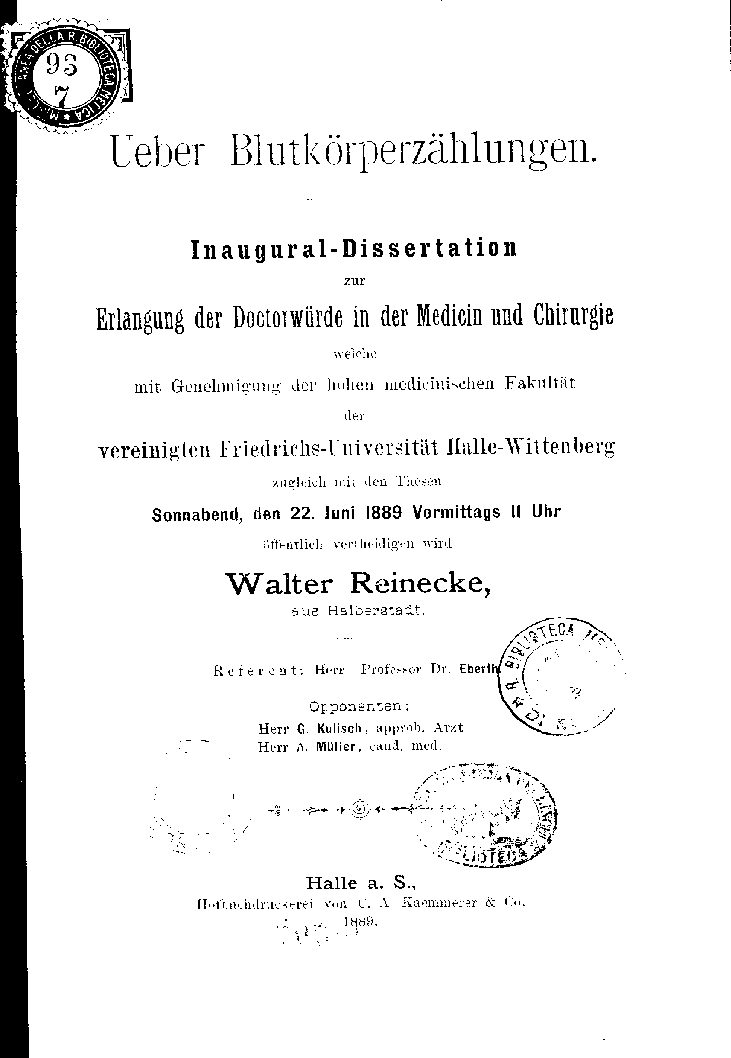 93
7
Ueber Blutkörperzählungen.
Inaugural-Dissertation
zur
Erlangung der Doctorwürde in der Medicin und Chirurgie
welche
mit Genehmigung der hohen medicinischen Fakultät
der
vereinigten Friedrichs-Universität Halle-Wittenberg
zugleich mit den Thesen
Sonnabend, den 22. Juni 1889 Vormittags 11 Uhr
öffentlich vertheidigen wird
Walter Reinecke,
aus Halberstadt.
Referent: Herr Professor Dr. Eberth
Opponenten:
Herr G. Kulisch, approb. Arzt
Herr A. Müller, cand. med.
BIBLIOTECA
BIBLIOTECA
Halle a. S.,
Hofbuchdruckerei von C. A. Kaemmerer & Co.
1889.